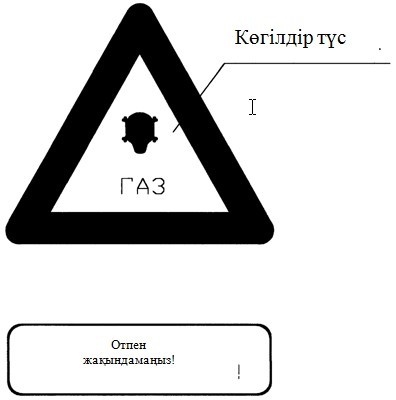 Көгілдір түс
ГАЗ
Отпен
жақындамаңыз!
!